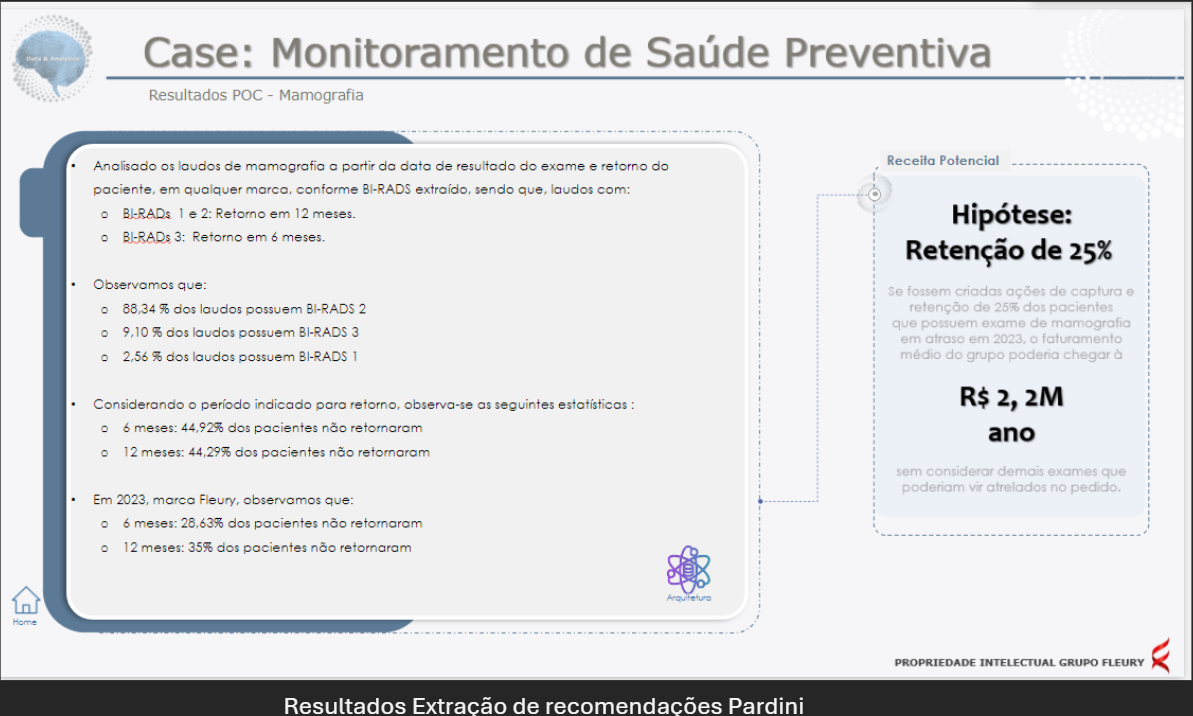 Data & Analytics
Case: Monitoramento de Saúde Preventiva
Resultados POC - Mamografia
• Analisado os laudos de mamografia a partir da data de resultado do exame e retorno do
paciente, em qualquer marca, conforme BI-RADS extraído, sendo que, laudos com:
o BI-RADs 1 e 2: Retorno em 12 meses.
o BI-RADs 3: Retorno em 6 meses.
• Observamos que:
o 88,34 % dos laudos possuem BI-RADS 2
o 9,10 % dos laudos possuem BI-RADS 3
o 2,56 % dos laudos possuem BI-RADS 1
• Considerando o período indicado para retorno, observa-se as seguintes estatísticas :
o 6 meses: 44,92% dos pacientes não retornaram
o 12 meses: 44,29% dos pacientes não retornaram
• Em 2023, marca Fleury, observamos que:
o 6 meses: 28,63% dos pacientes não retornaram
o 12 meses: 35% dos pacientes não retornaram
Arquitetura
Receita Potencial
Hipótese:
Retenção de 25%
Se fossem criadas ações de captura e
retenção de 25% dos pacientes
que possuem exame de mamografia
em atraso em 2023, o faturamento
médio do grupo poderia chegar à
R$ 2, 2M
ano
sem considerar demais exames que
poderiam vir atrelados no pedido.
Home
PROPRIEDADE INTELECTUAL GRUPO FLEURY
Resultados Extração de recomendações Pardini